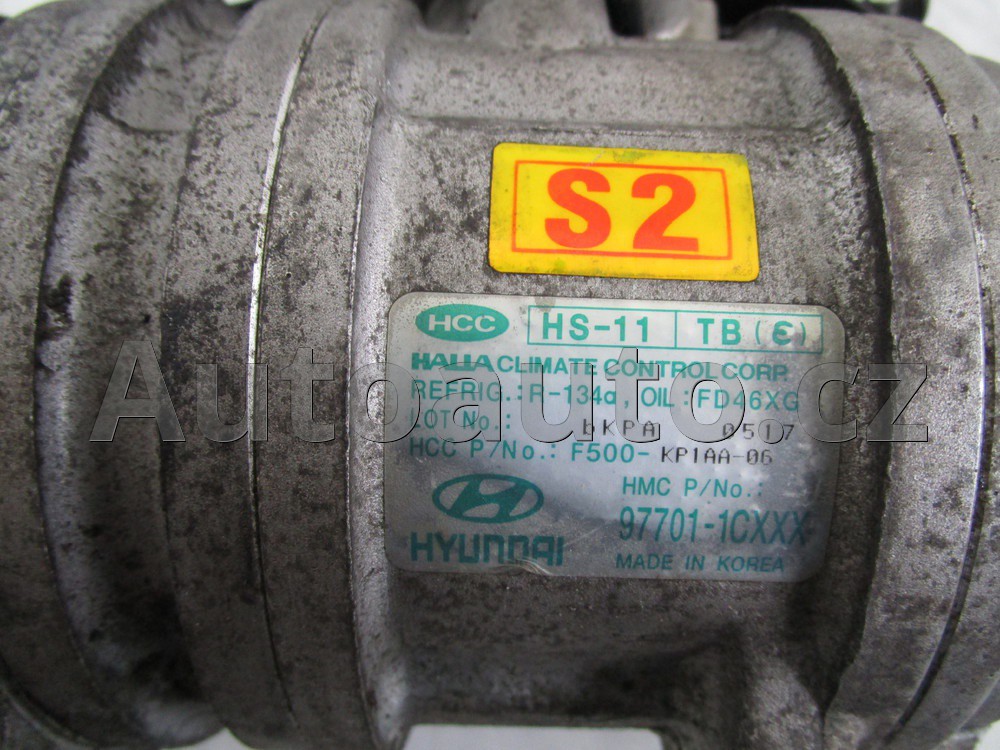 S2
HCC HS-11 TB (є)
HALLA CLIMATE CONTROL CORP.
REFRIG.: R-134a, OIL: FD46XG
LOT No.: bKPA 0517
HCC P/No.: F500-KP1AA-06
HMC P/No.:
HYUNDAI 97701-1CXXX
MADE IN KOREA
Autoauto.cz